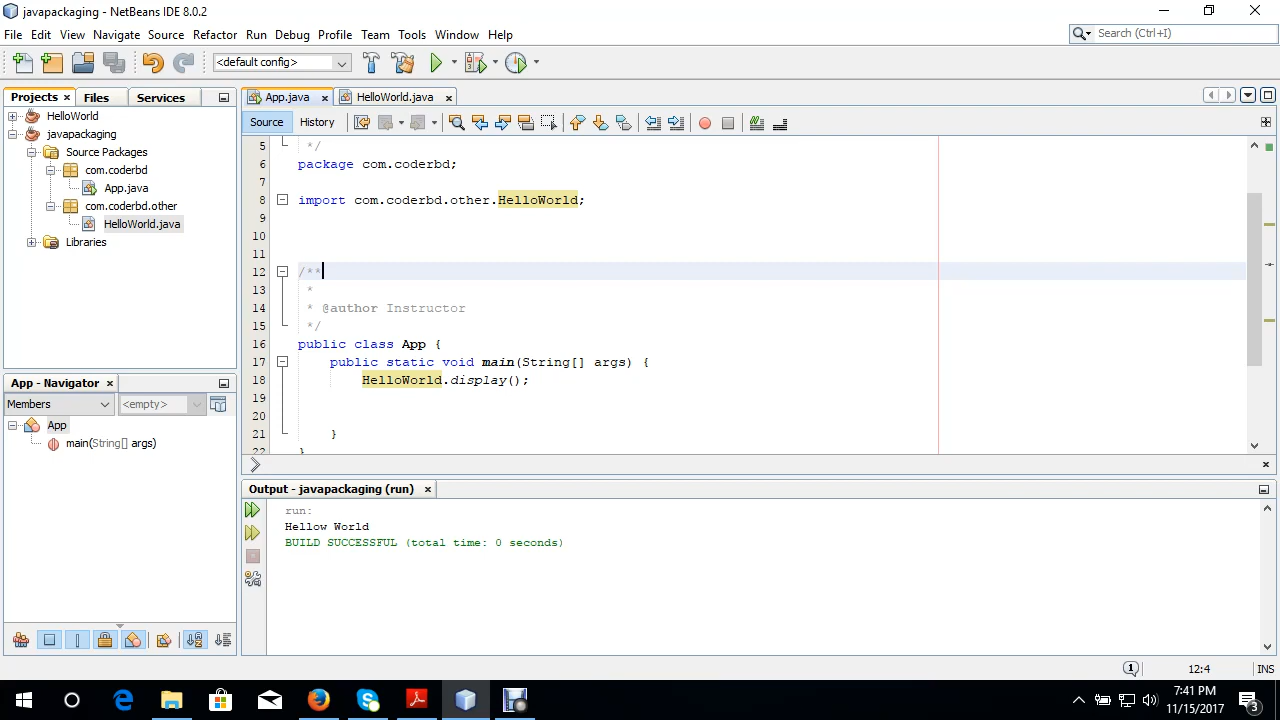 javapackaging - NetBeans IDE 8.0.2
File Edit View Navigate Source Refactor Run Debug Profile Team Tools Window Help
Search (Ctrl+I)
<default config>
Projects Files Services
HelloWorld
javapackaging
Source Packages
com.coderbd
App.java
com.coderbd.other
HelloWorld.java
Libraries
App - Navigator
Members <empty>
App
main(String[] args)
App.java HelloWorld.java
Source History
5 */
6 package com.coderbd;
7
8 import com.coderbd.other.HelloWorld;
9
10
11
12 /**
13 *
14 * @author Instructor
15 */
16 public class App {
17 public static void main(String[] args) {
18 HelloWorld.display();
19
20
21 }
22 }
Output - javapackaging (run)
run:
Hellow World
BUILD SUCCESSFUL (total time: 0 seconds)
1 12:4 INS
7:41 PM
11/15/2017
3